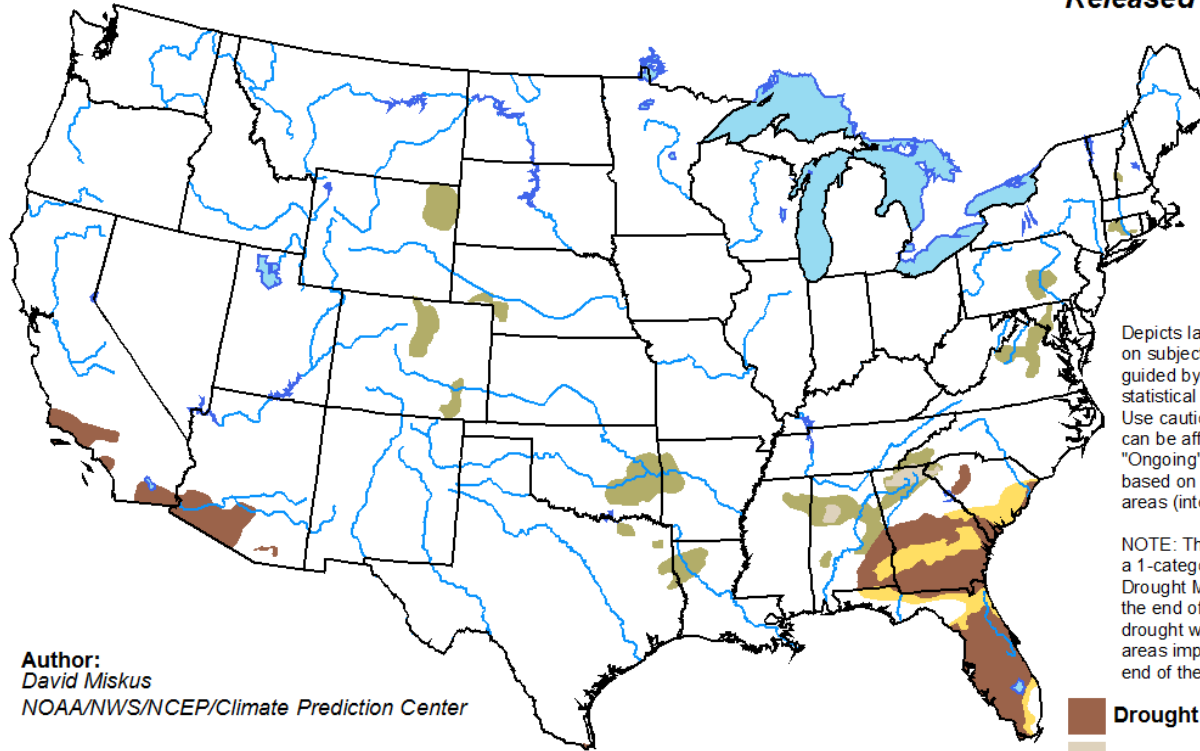 Released
Depicts la
on subject
guided by
statistical
Use cautio
can be aff
"Ongoing"
based on
areas (int
NOTE: Th
a 1-catego
Drought M
the end of
drought w
areas imp
end of the
Author:
David Miskus
NOAA/NWS/NCEP/Climate Prediction Center
Drought